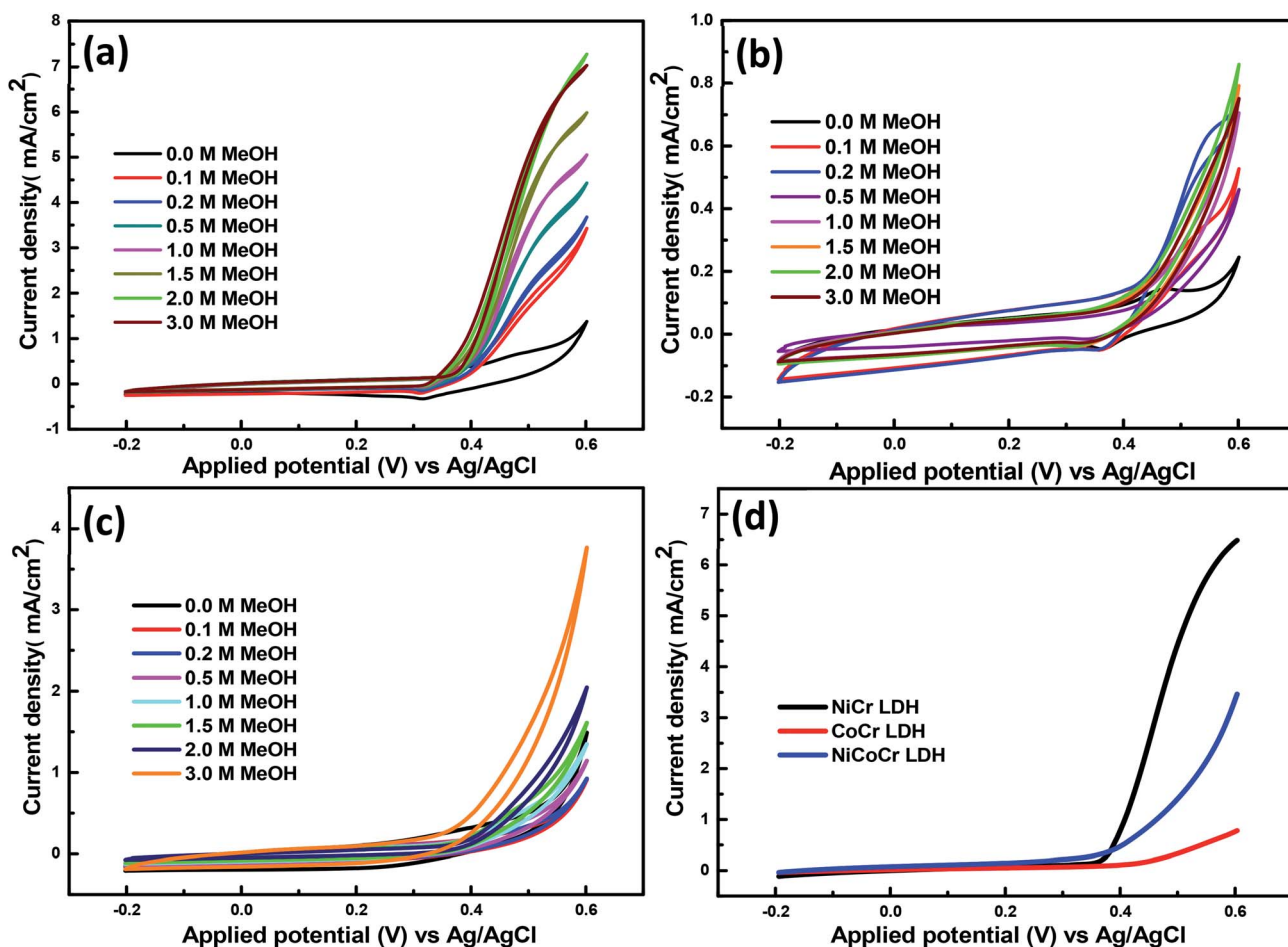 (a)
Current density( mA/cm²)
8
7
6
5
4
3
2
1
0
-1
0.0 M MeOH
0.1 M MeOH
0.2 M MeOH
0.5 M MeOH
1.0 M MeOH
1.5 M MeOH
2.0 M MeOH
3.0 M MeOH
-0.2 0.0 0.2 0.4 0.6
Applied potential (V) vs Ag/AgCl
(b)
Current density( mA/cm²)
1.0
0.8
0.6
0.4
0.2
0.0
-0.2
0.0 M MeOH
0.1 M MeOH
0.2 M MeOH
0.5 M MeOH
1.0 M MeOH
1.5 M MeOH
2.0 M MeOH
3.0 M MeOH
-0.2 0.0 0.2 0.4 0.6
Applied potential (V) vs Ag/AgCl
(c)
Current density( mA/cm²)
4
3
2
1
0
0.0 M MeOH
0.1 M MeOH
0.2 M MeOH
0.5 M MeOH
1.0 M MeOH
1.5 M MeOH
2.0 M MeOH
3.0 M MeOH
-0.2 0.0 0.2 0.4 0.6
Applied potential (V) vs Ag/AgCl
(d)
Current density( mA/cm²)
7
6
5
4
3
2
1
0
NiCr LDH
CoCr LDH
NiCoCr LDH
-0.2 0.0 0.2 0.4 0.6
Applied potential (V) vs Ag/AgCl